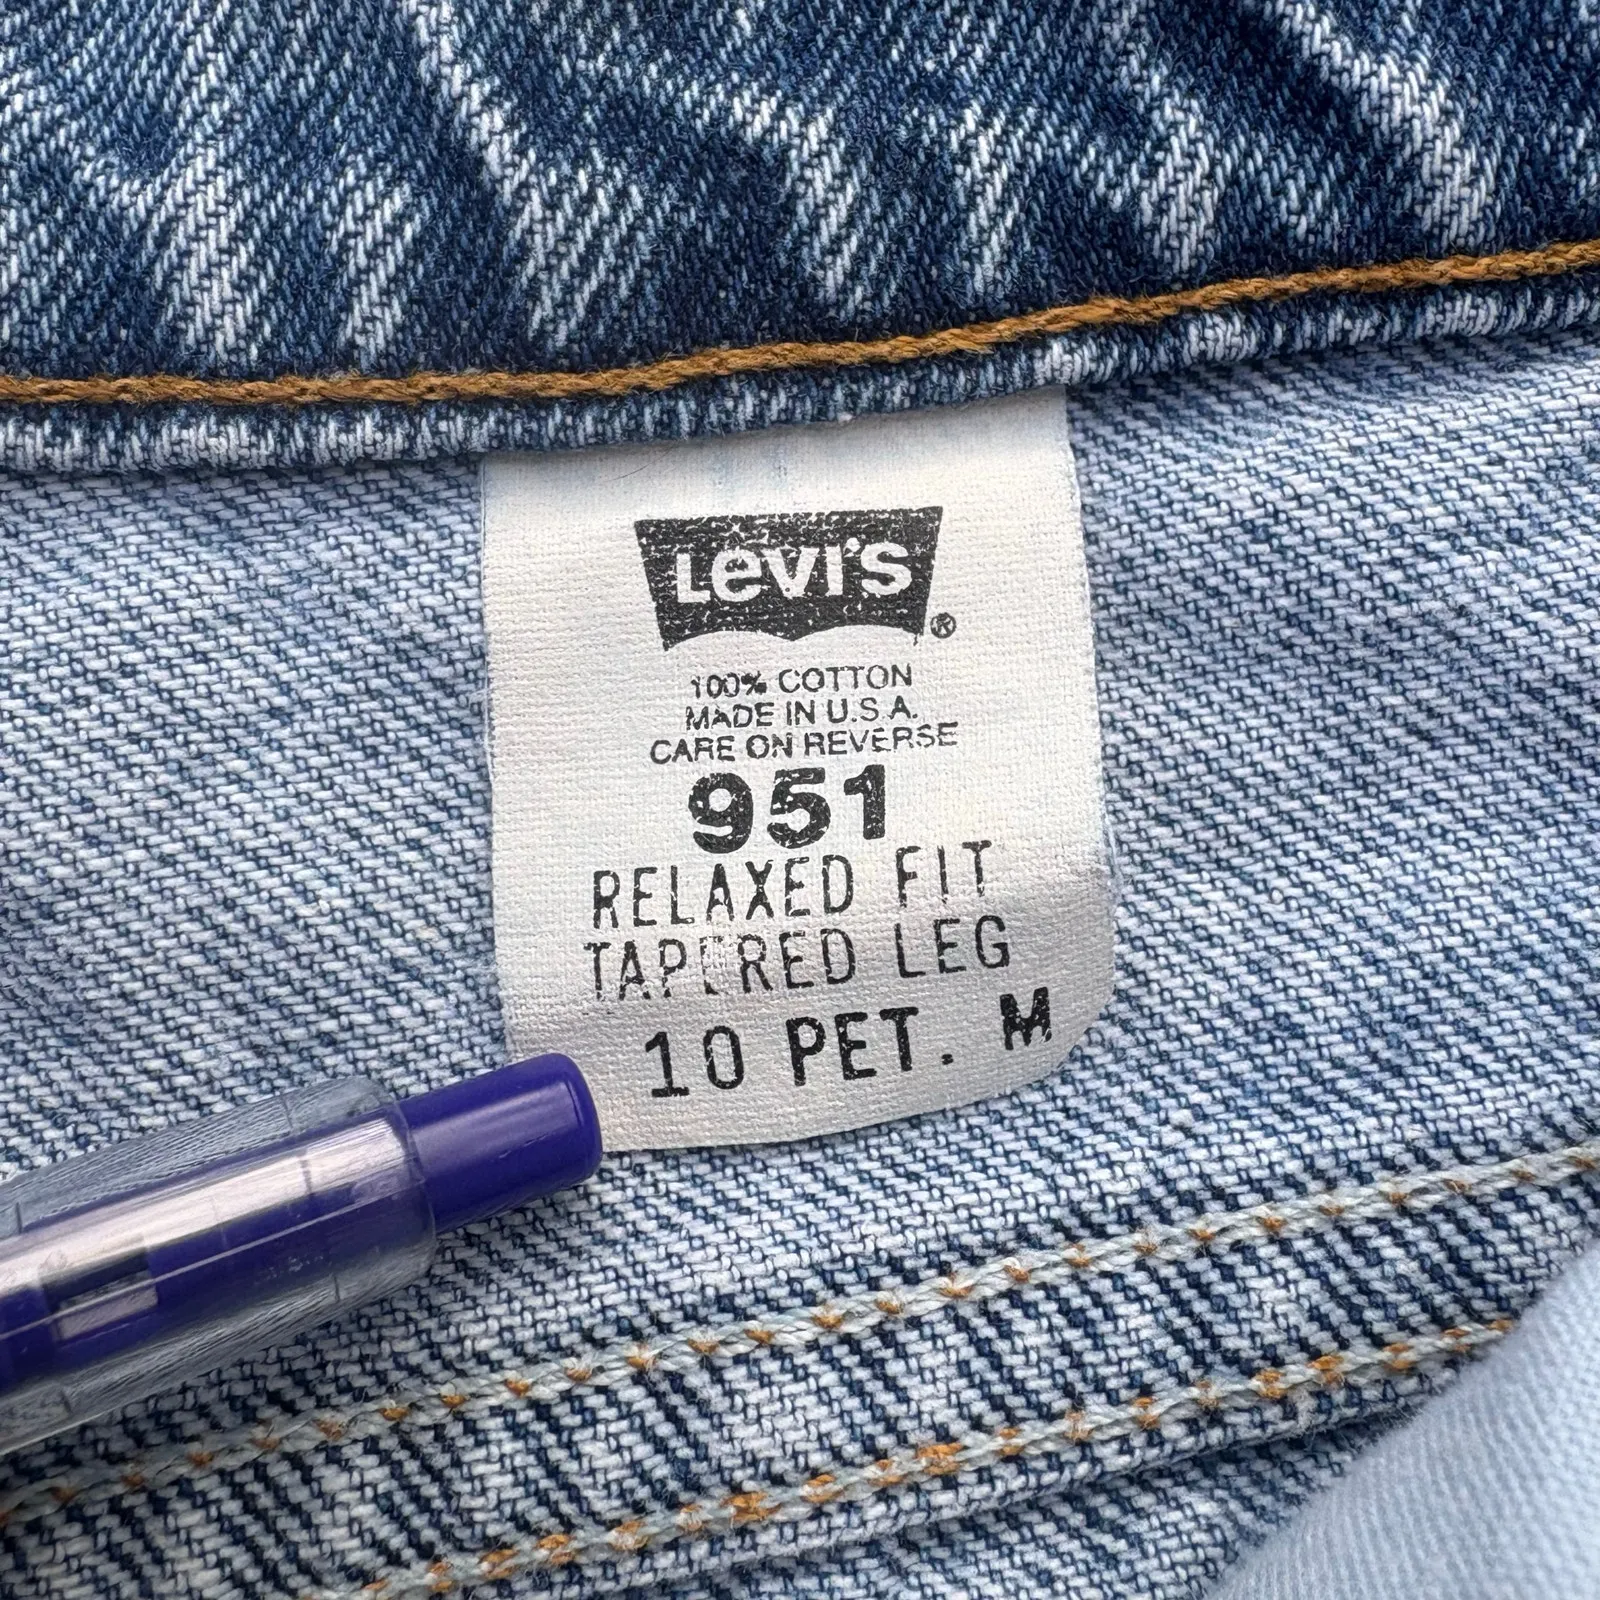 Levi's ®
100% COTTON
MADE IN U.S.A.
CARE ON REVERSE
951
RELAXED FIT
TAPERED LEG
10 PET. M